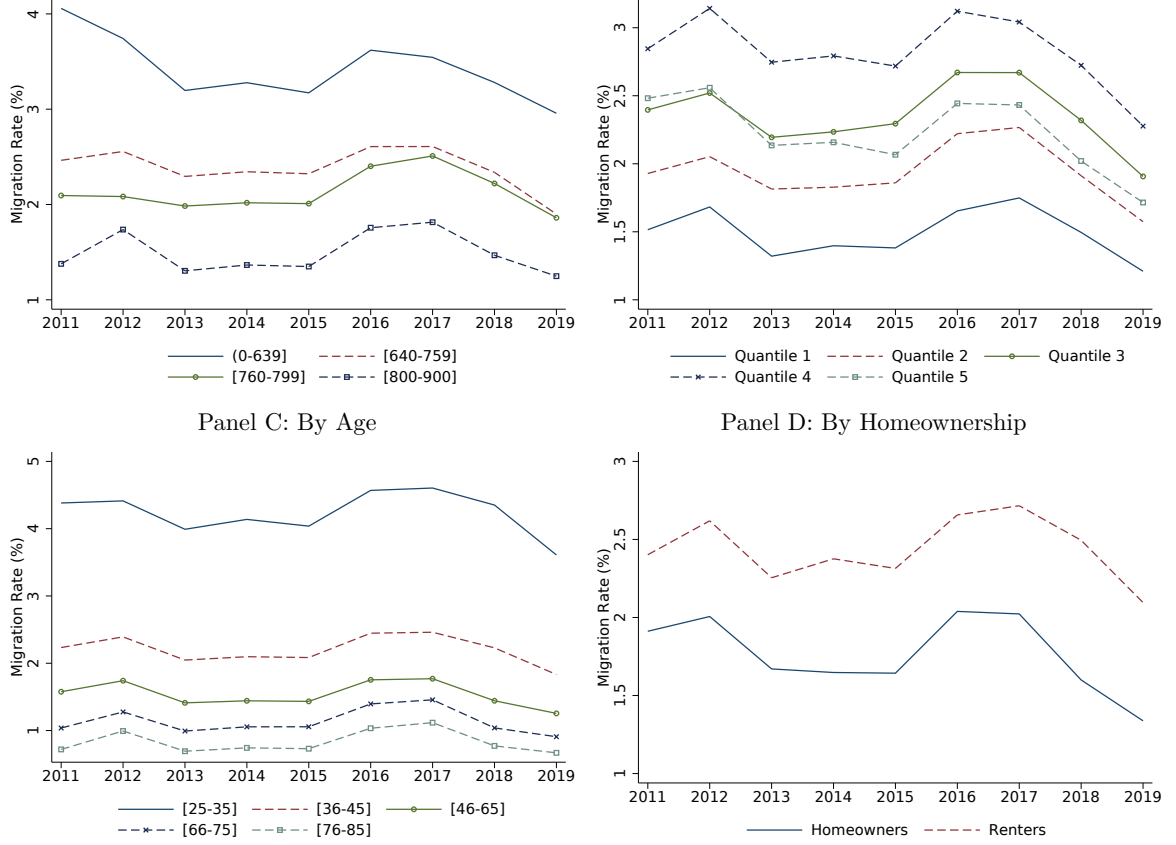 4
3
2
1
Migration Rate (%)
2011 2012 2013 2014 2015 2016 2017 2018 2019
(0-639] [640-759]
[760-799] [800-900]
3
2.5
2
1.5
1
Migration Rate (%)
2011 2012 2013 2014 2015 2016 2017 2018 2019
Quantile 1 Quantile 2 Quantile 3
Quantile 4 Quantile 5
Panel C: By Age
5
4
3
2
1
Migration Rate (%)
2011 2012 2013 2014 2015 2016 2017 2018 2019
[25-35] [36-45] [46-65]
[66-75] [76-85]
Panel D: By Homeownership
3
2.5
2
1.5
1
Migration Rate (%)
2011 2012 2013 2014 2015 2016 2017 2018 2019
Homeowners Renters